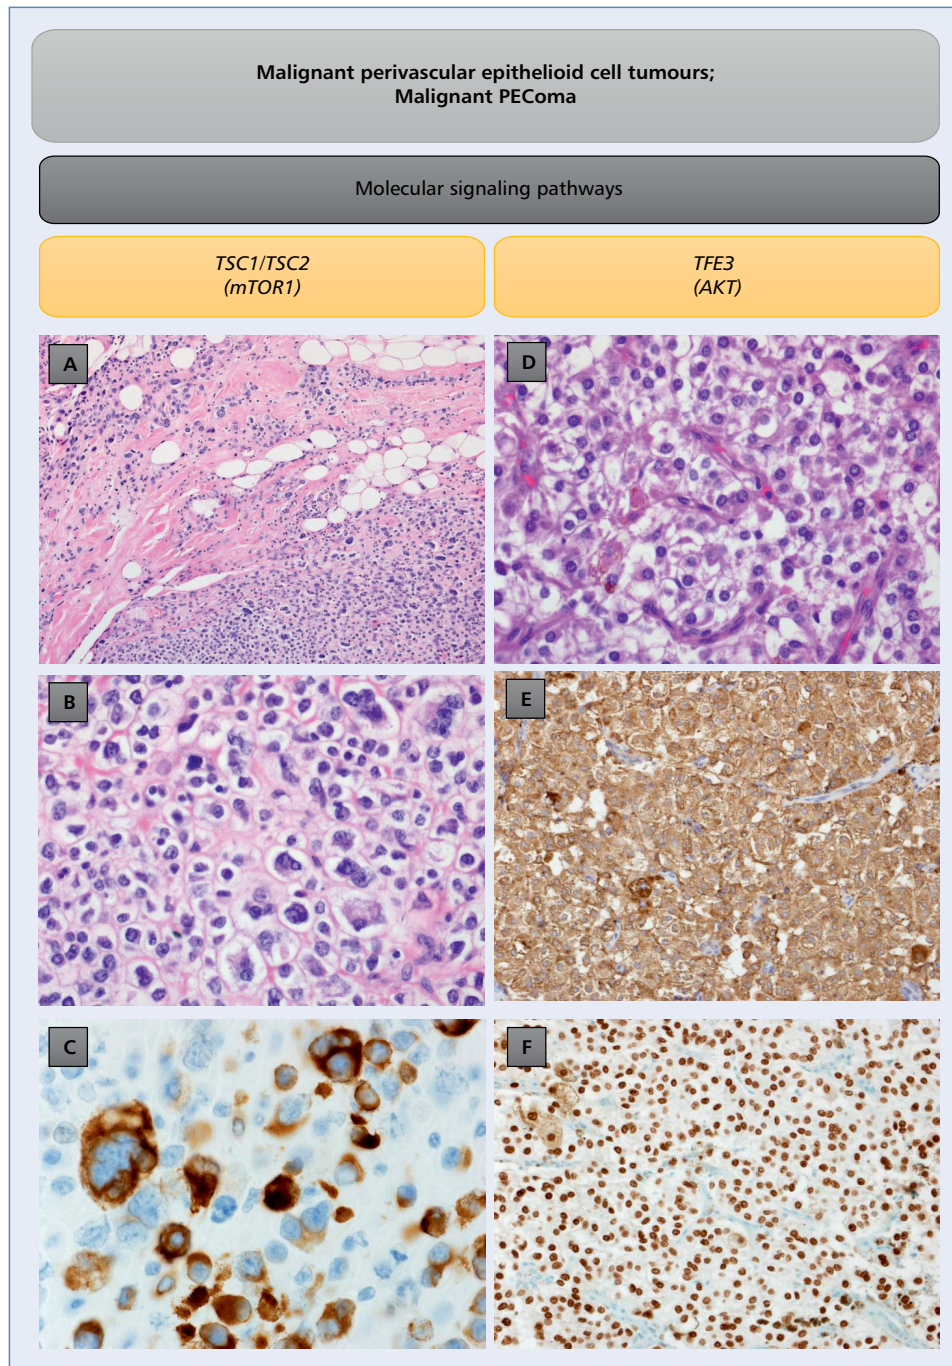 Malignant perivascular epithelioid cell tumours;
Malignant PEComa
Molecular signaling pathways
TSC1/TSC2
(mTOR1)
TFE3
(AKT)
A
D
B
E
C
F